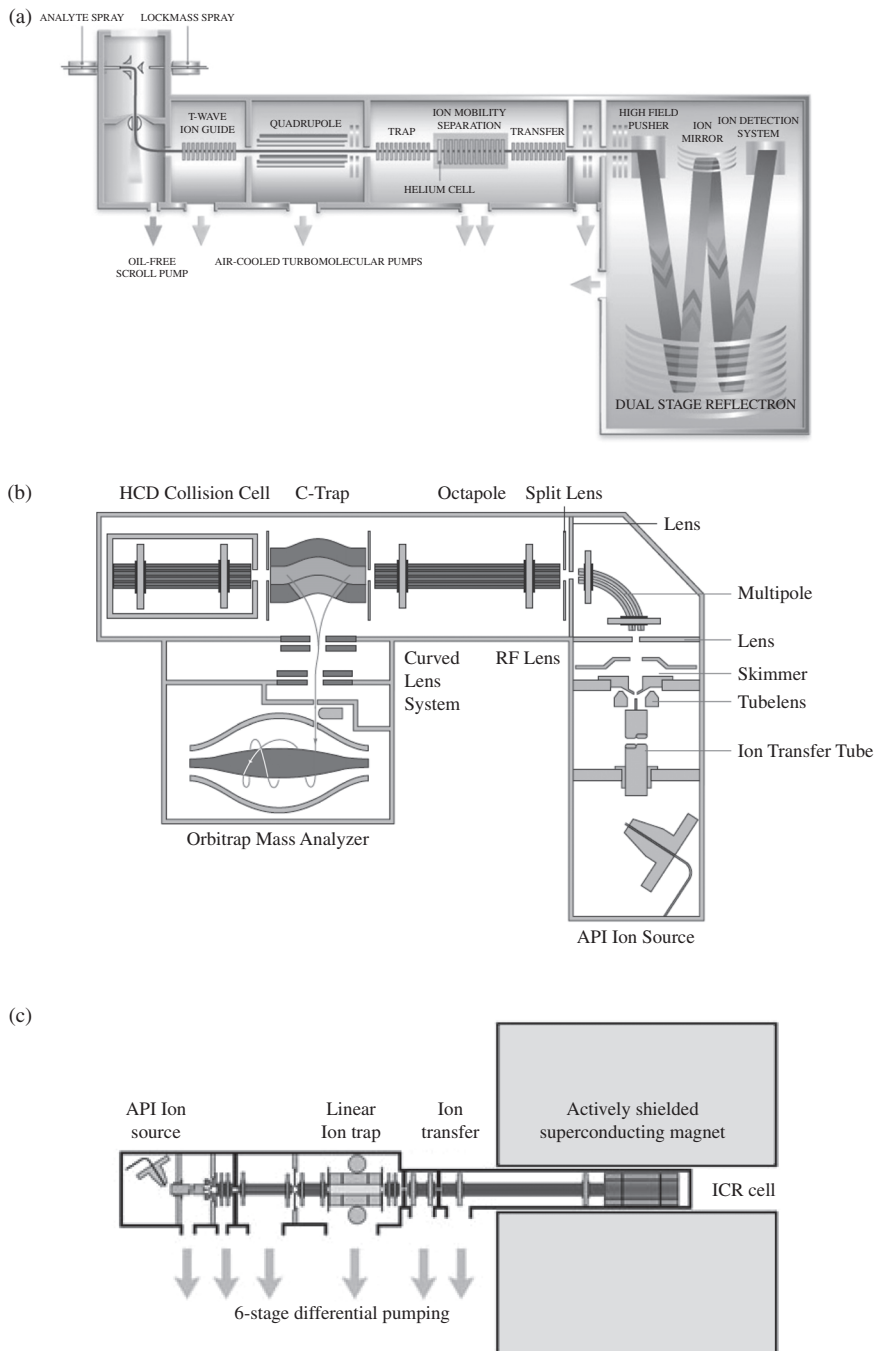 (a)
ANALYTE SPRAY
LOCKMASS SPRAY
T-WAVE
ION GUIDE
QUADRUPOLE
TRAP
ION MOBILITY
SEPARATION
TRANSFER
HELIUM CELL
HIGH FIELD
PUSHER
ION
MIRROR
ION DETECTION
SYSTEM
OIL-FREE
SCROLL PUMP
AIR-COOLED TURBOMOLECULAR PUMPS
DUAL STAGE REFLECTRON
(b)
HCD Collision Cell
C-Trap
Octapole
Split Lens
Lens
Multipole
Lens
Skimmer
Tubelens
Ion Transfer Tube
Curved
Lens
System
RF Lens
Orbitrap Mass Analyzer
API Ion Source
(c)
API Ion
source
Linear
Ion trap
Ion
transfer
Actively shielded
superconducting magnet
ICR cell
6-stage differential pumping